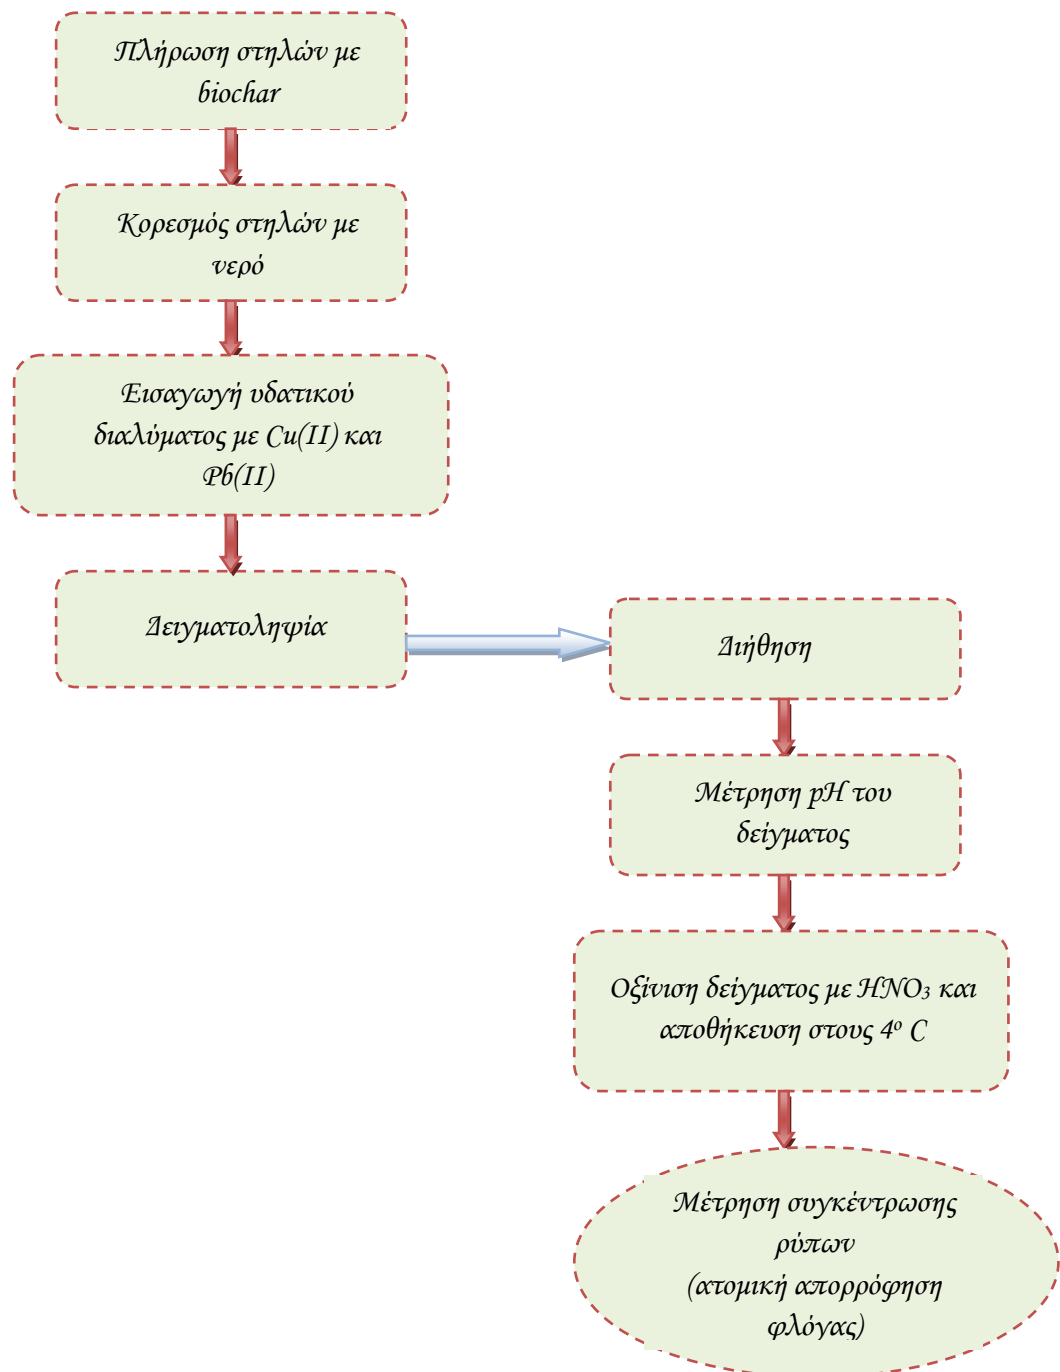 Πλήρωση στηλών με
biochar
Κορεσμός στηλών με
νερό
Εισαγωγή υδατικού
διαλύματος με Cu(II) και
Pb(II)
Δειγματοληψία
Διήθηση
Μέτρηση pH του
δείγματος
Οξίνιση δείγματος με HNO₃ και
αποθήκευση στους 4º C
Μέτρηση συγκέντρωσης
ρύπων
(ατομική απορρόφηση
φλόγας)